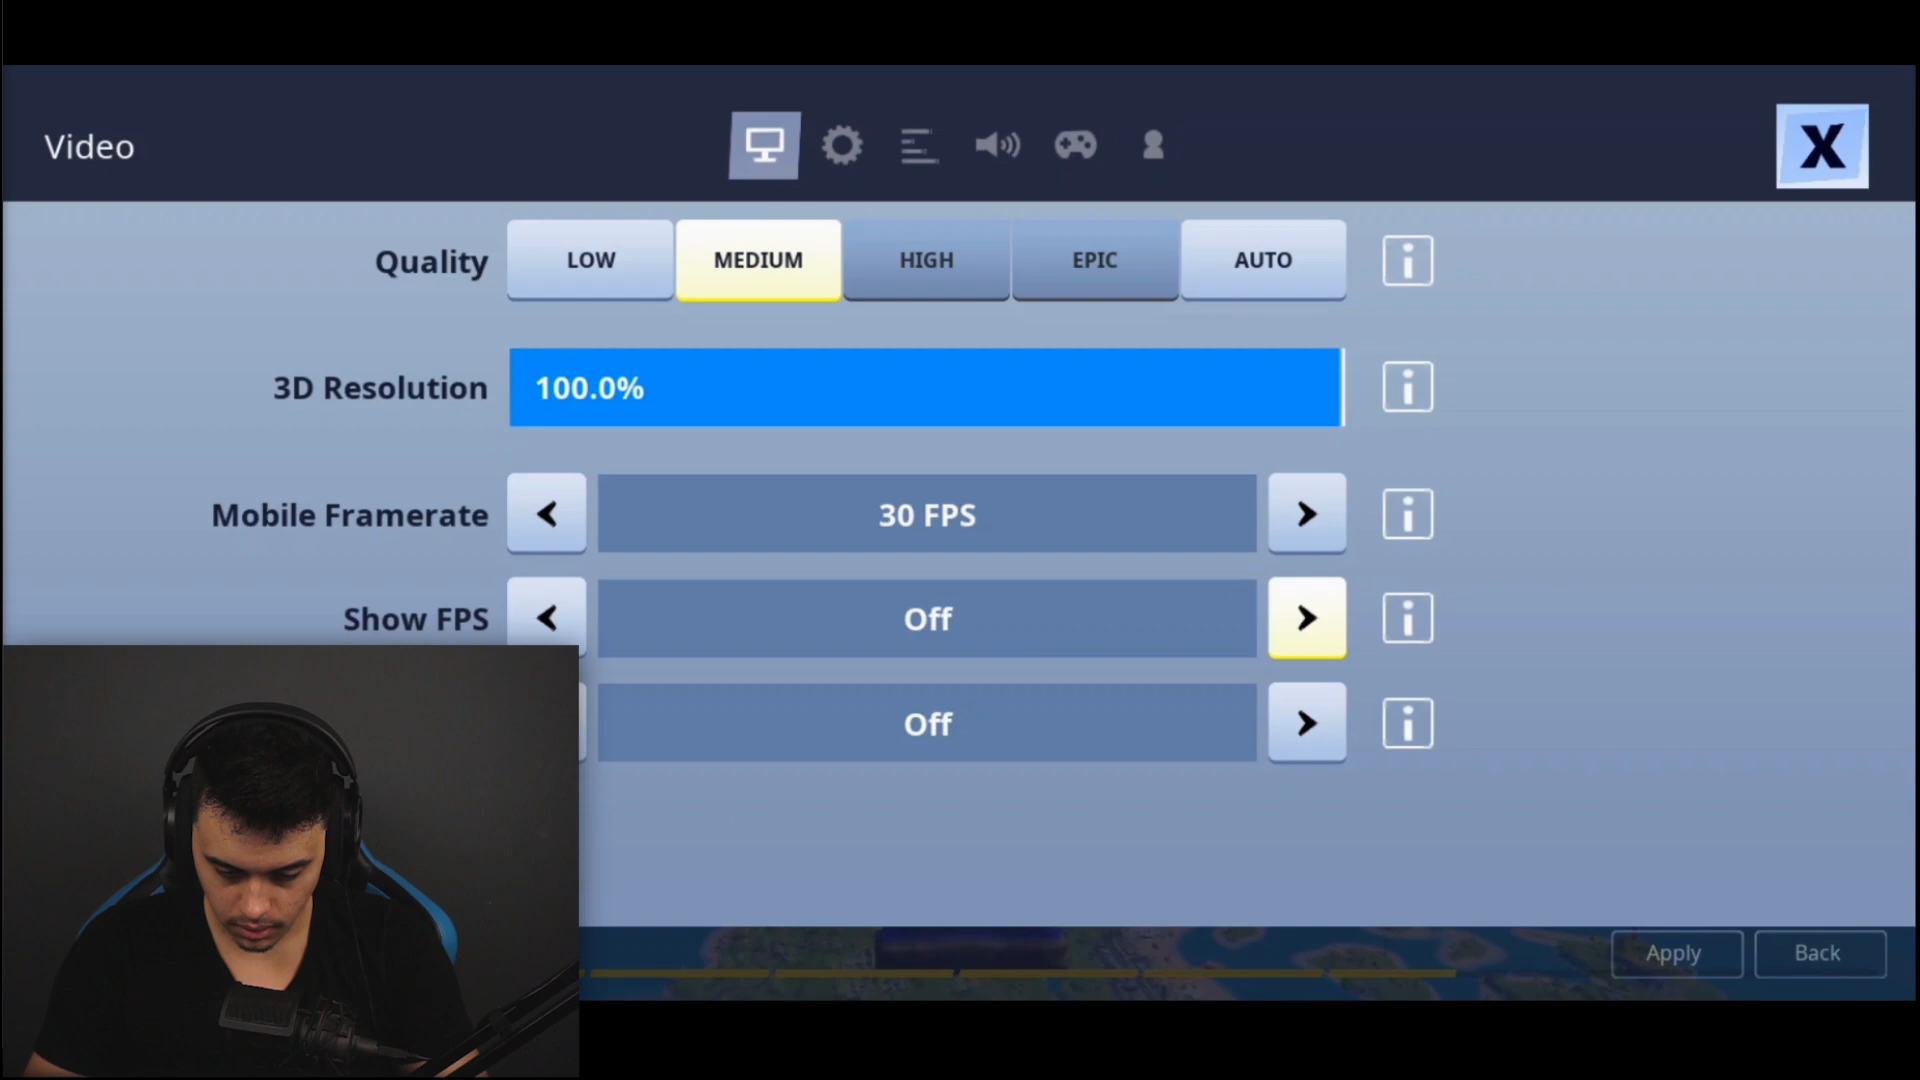 Video
X
Quality LOW MEDIUM HIGH EPIC AUTO
3D Resolution 100.0%
Mobile Framerate 30 FPS
Show FPS Off
Off
Apply Back